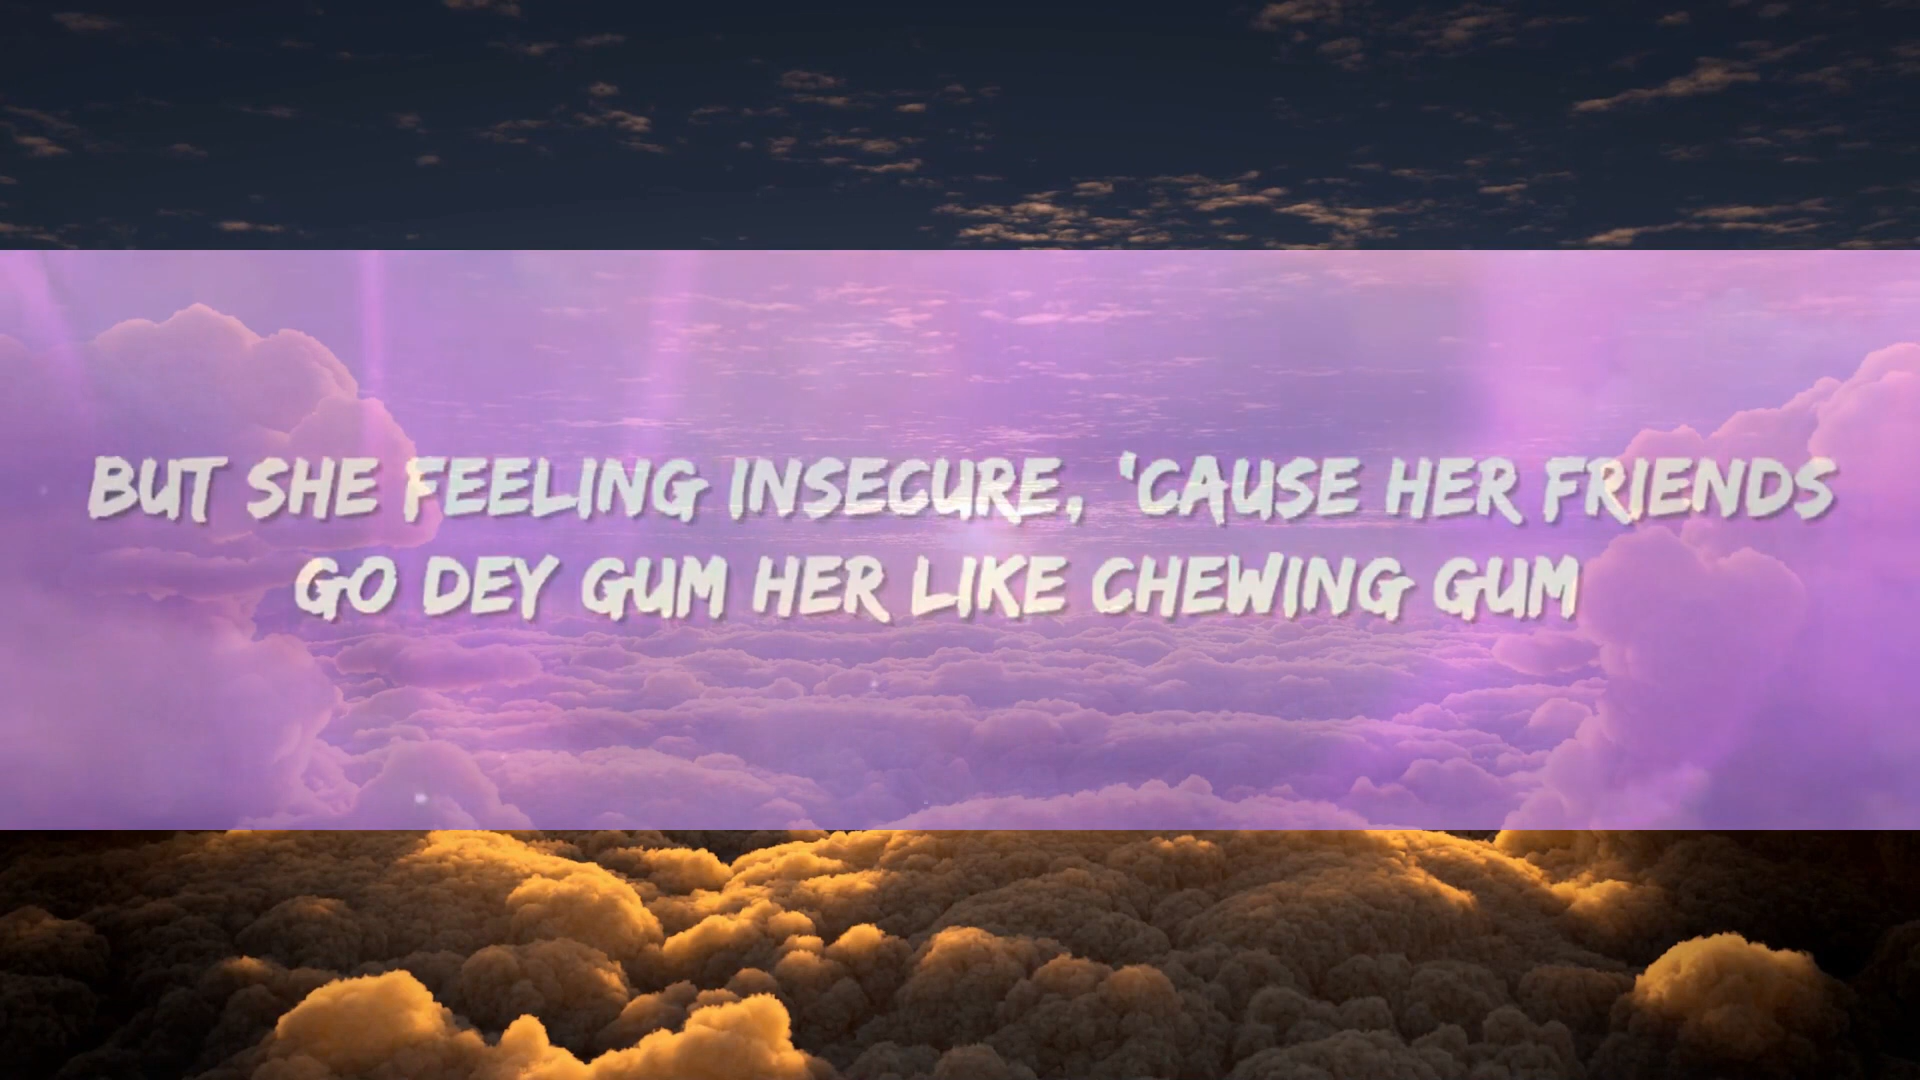 BUT SHE FEELING INSECURE, 'CAUSE HER FRIENDS
GO DEY GUM HER LIKE CHEWING GUM